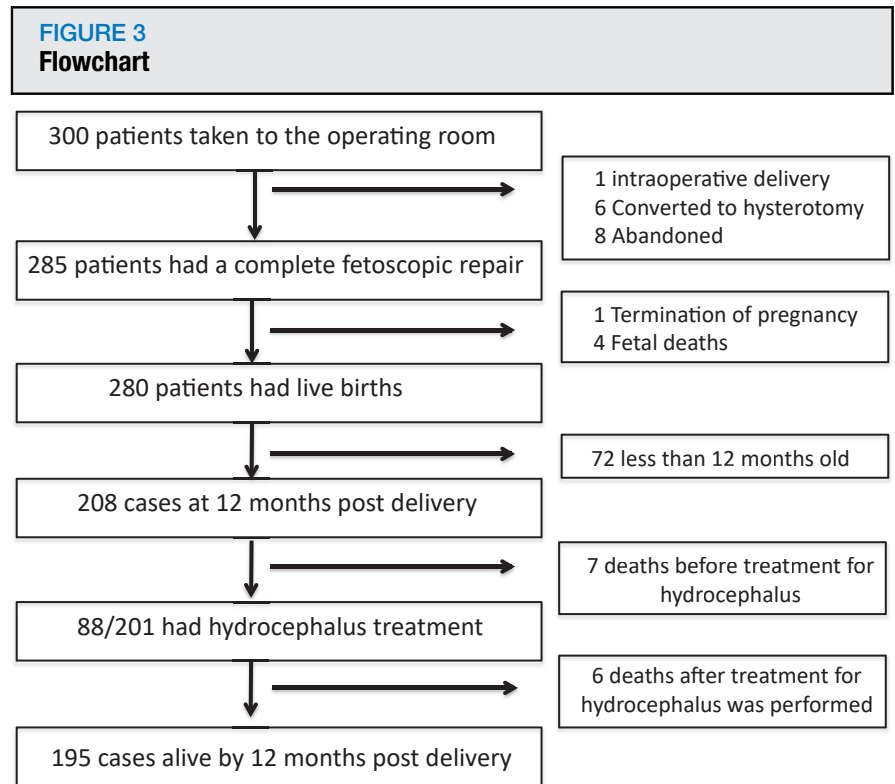 FIGURE 3
Flowchart
300 patients taken to the operating room
1 intraoperative delivery
6 Converted to hysterotomy
8 Abandoned
285 patients had a complete fetoscopic repair
1 Termination of pregnancy
4 Fetal deaths
280 patients had live births
72 less than 12 months old
208 cases at 12 months post delivery
7 deaths before treatment for
hydrocephalus
88/201 had hydrocephalus treatment
6 deaths after treatment for
hydrocephalus was performed
195 cases alive by 12 months post delivery